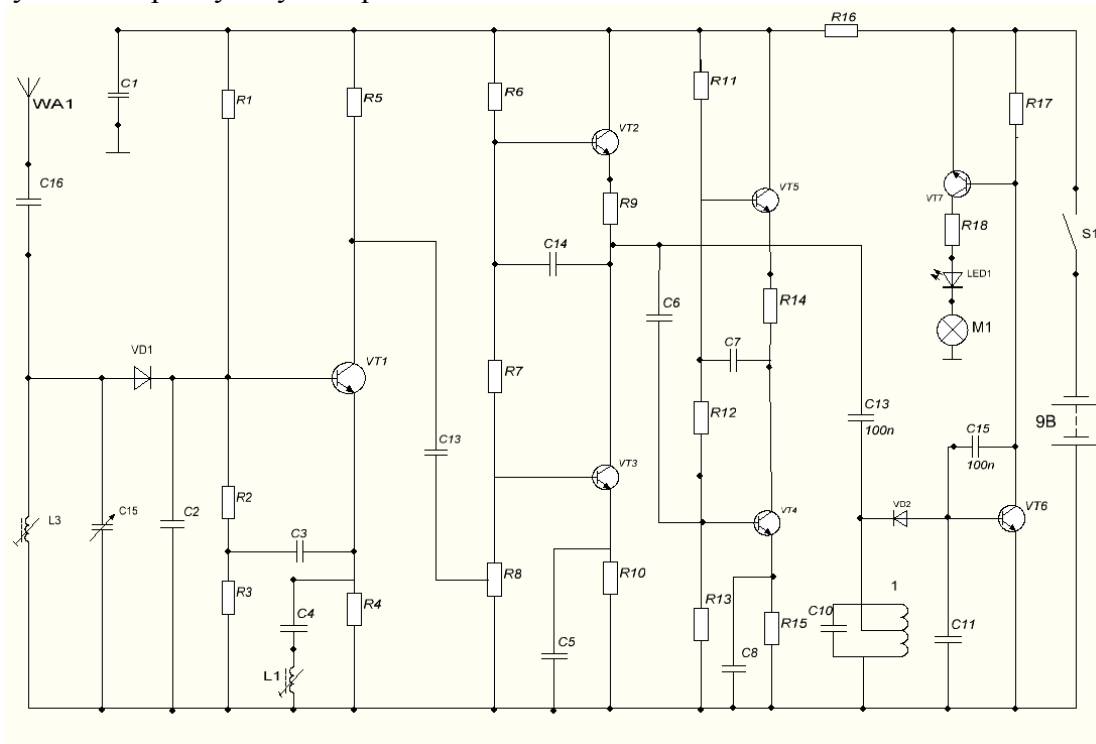 R16
C1
R11
R6
R17
R1
R5
WA1
VT2
C16
VT7
VT5
R9
R18
S1
C14
LED1
C6
R14
M1
C7
VD1
VT1
R7
C13
100n
R12
9В
C15
100n
C13
VT3
R2
VD2
VT6
L3
C15
C2
VT4
C3
R8
R10
1
R3
R4
R13
C10
C4
R15
C11
C5
C8
L1